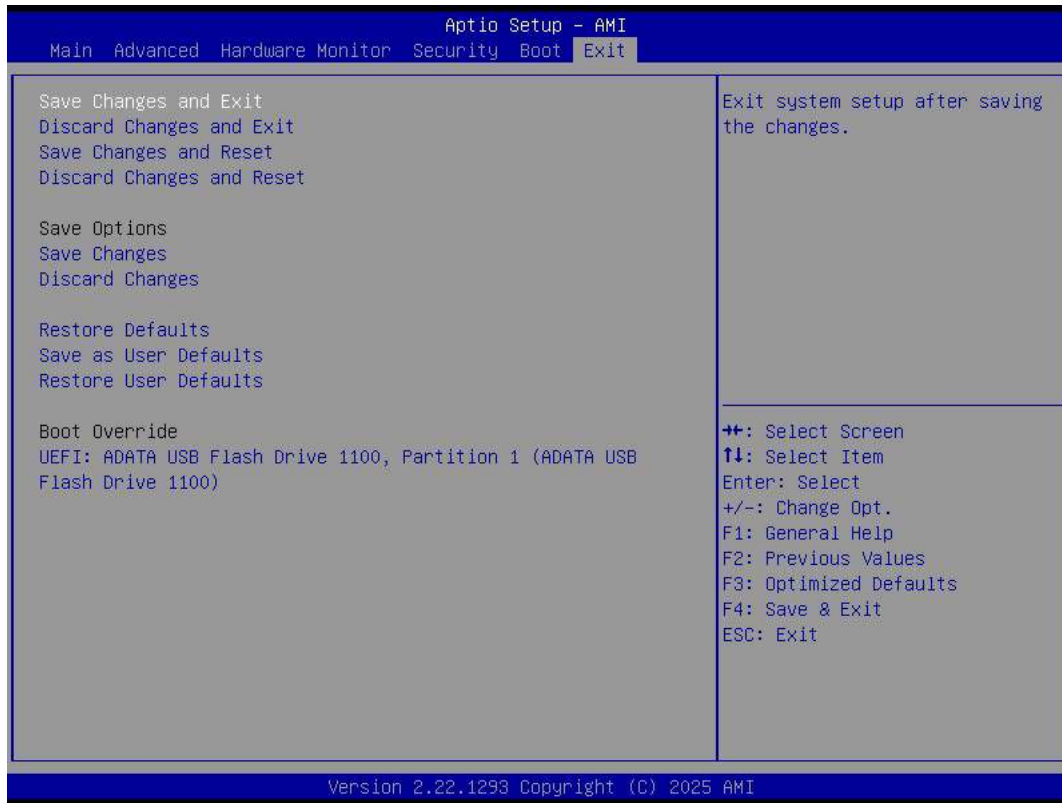 Aptio Setup – AMI
Main Advanced Hardware Monitor Security Boot Exit
Save Changes and Exit
Discard Changes and Exit
Save Changes and Reset
Discard Changes and Reset
Save Options
Save Changes
Discard Changes
Restore Defaults
Save as User Defaults
Restore User Defaults
Boot Override
UEFI: ADATA USB Flash Drive 1100, Partition 1 (ADATA USB
Flash Drive 1100)
Exit system setup after saving
the changes.
→←: Select Screen
↑↓: Select Item
Enter: Select
+/-: Change Opt.
F1: General Help
F2: Previous Values
F3: Optimized Defaults
F4: Save & Exit
ESC: Exit
Version 2.22.1293 Copyright (C) 2025 AMI